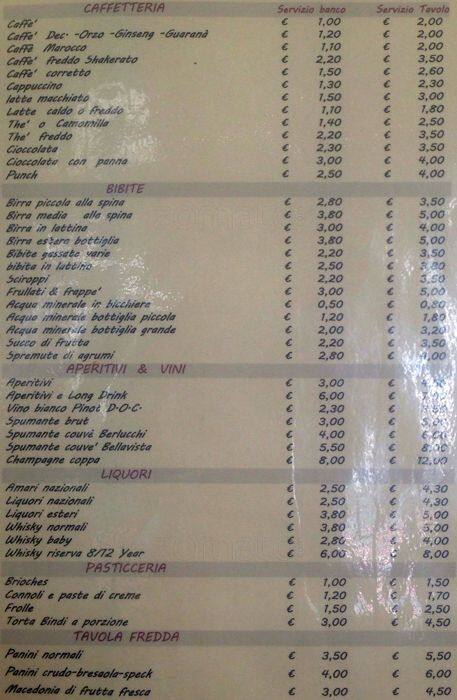 CAFFETTERIA Servizio banco Servizio Tavolo
Caffe' € 1,00 € 2,00
Caffe' Dec- -Orzo -Ginseng -Guaranà € 1,20 € 2,00
Caffè Marocco € 1,10 € 2,00
Caffe' freddo Shakerato € 2,20 € 3,50
Caffe' corretto € 1,50 € 2,60
Cappuccino € 1,30 € 2,30
latte macchiato € 1,50 € 3,00
Latte caldo o freddo € 1,10 € 1,80
The' o Camomilla € 1,40 € 2,50
The' freddo € 2,20 € 3,50
Cioccolata € 2,30 € 3,50
Cioccolata con panna € 3,00 € 4,00
Punch € 2,50 € 4,00
BIBITE
Birra piccola alla spina € 2,80 € 3,50
Birra media alla spina € 3,80 € 5,00
Birra in lattina € 3,00 € 4,00
Birra estera bottiglia € 3,80 € 5,00
Bibite gassate varie € 2,20 € 3,50
bibita in lattina € 2,50 € 3,80
Sciroppi € 2,20 € 3,50
Frullati & frappe' € 3,00 € 5,00
Acqua minerale in bicchiere € 0,50 € 0,80
Acqua minerale bottiglia piccola € 1,20 € 1,80
Acqua minerale bottiglia grande € 2,00 € 3,20
Succo di frutta € 2,20 € 3,50
Spremute di agrumi € 2,80 € 4,00
APERITIVI & VINI
Aperitivi € 3,00 €
Aperitivi e Long Drink € 6,00 €
Vino bianco Pinot D-O-C- € 2,30 €
Spumante brut € 3,00 €
Spumante couvè Berlucchi € 4,00 €
Spumante couve' Bellavista € 5,50 € 8,00
Champagne coppa € 8,00 € 12,00
LIQUORI
Amari nazionali € 2,50 € 4,30
Liquori nazionali € 2,50 € 4,30
Liquori esteri € 3,80 € 5,00
Whisky normali € 3,80 € 5,00
Whisky baby € 2,80 € 4,00
Whisky riserva 8/12 Year € 6,00 € 8,00
PASTICCERIA
Brioches € 1,00 € 1,50
Connoli e paste di creme € 1,20 € 1,70
Frolle € 1,50 € 2,50
Torta Bindi a porzione € 3,00 € 4,50
TAVOLA FREDDA
Panini normali € 3,50 € 5,50
Panini crudo-bresaola-speck € 4,00 € 6,00
Macedonia di frutta fresca € 3,00 € 4,50